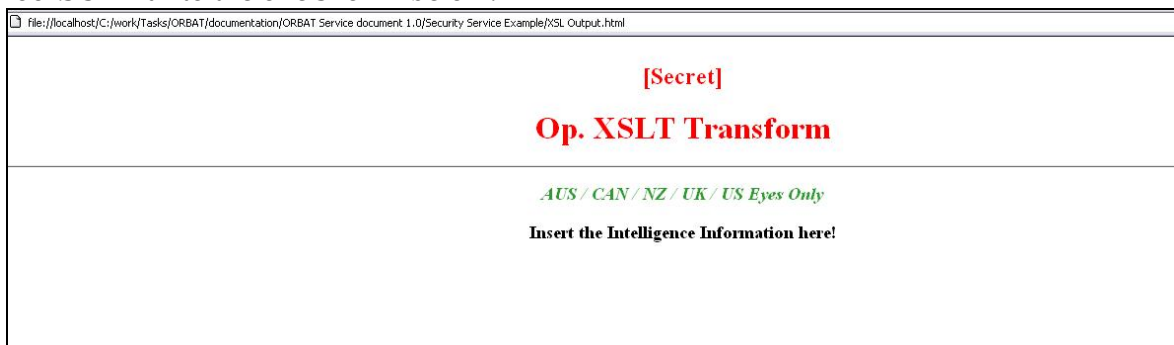 file://localhost/C:/work/Tasks/ORBAT/documentation/ORBAT Service document 1.0/Security Service Example/XSL Output.html
[Secret]
Op. XSLT Transform
AUS / CAN / NZ / UK / US Eyes Only
Insert the Intelligence Information here!